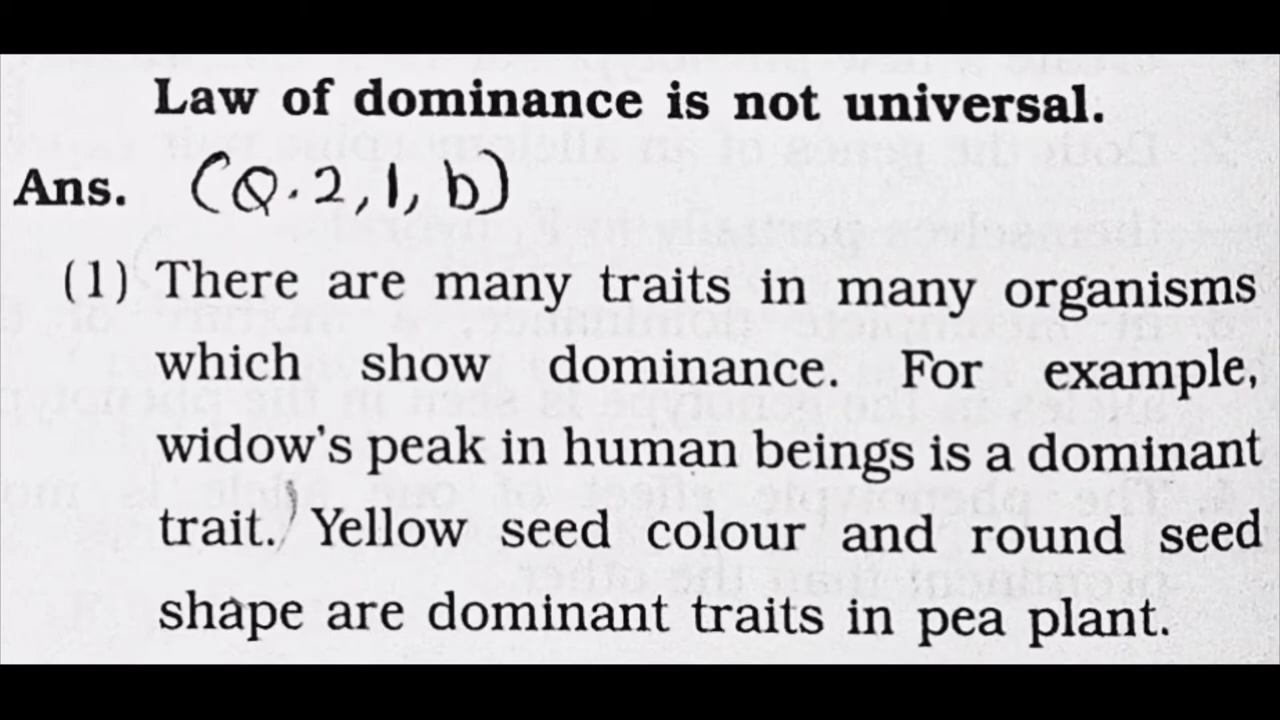 Law of dominance is not universal.
Ans. (Q.2, 1, b)
(1) There are many traits in many organisms
which show dominance. For example,
widow's peak in human beings is a dominant
trait.) Yellow seed colour and round seed
shape are dominant traits in pea plant.